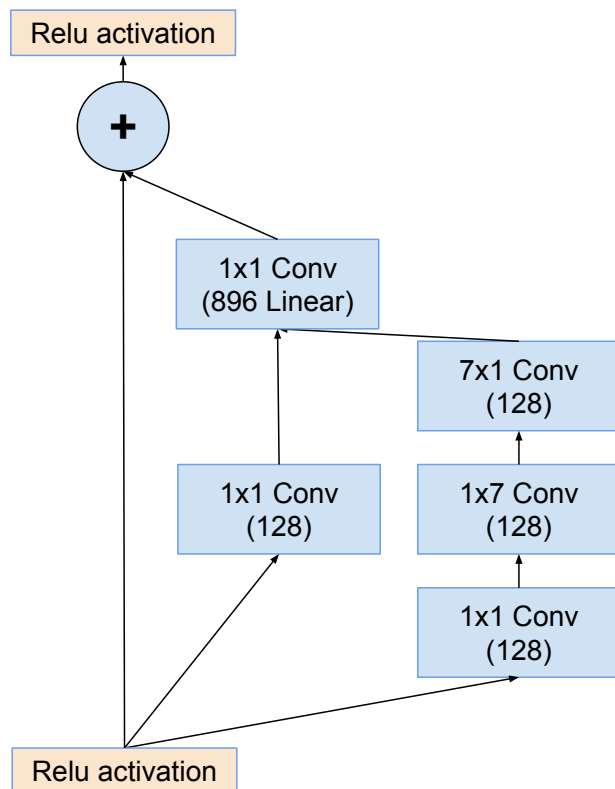 Relu activation
+
1x1 Conv
(896 Linear)
7x1 Conv
(128)
1x1 Conv
(128)
1x7 Conv
(128)
1x1 Conv
(128)
Relu activation